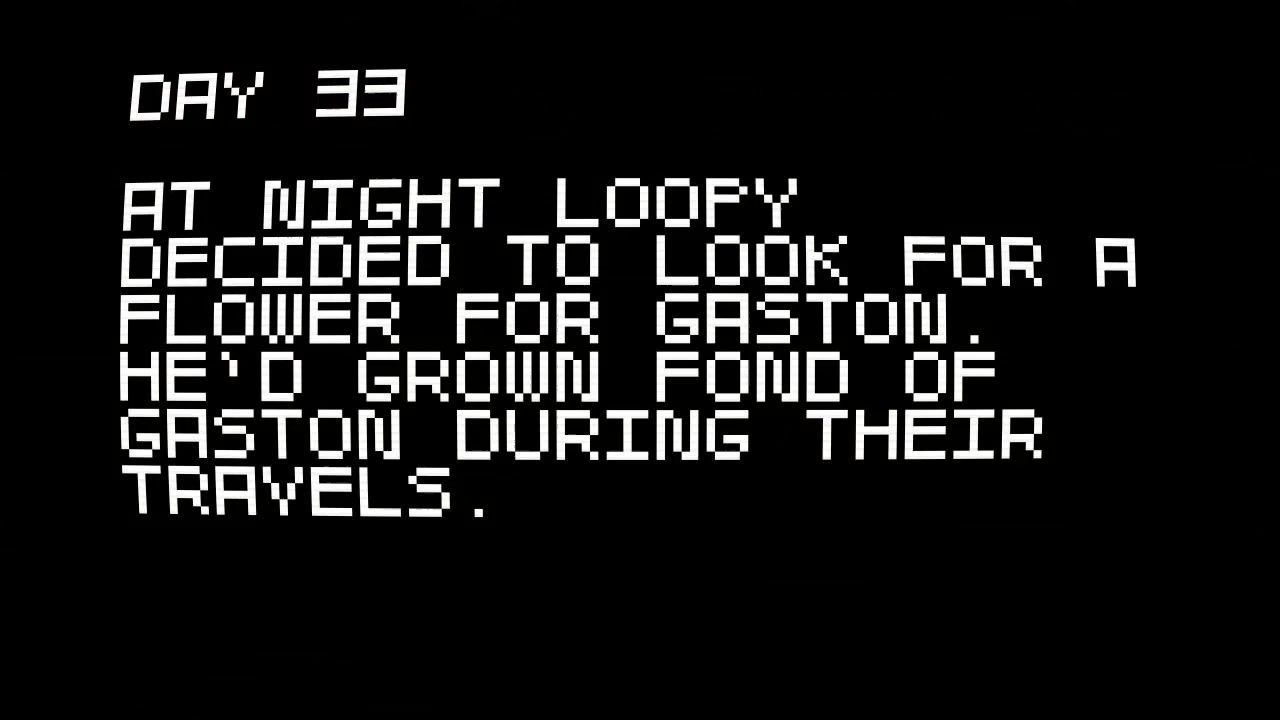 DAY 33
AT NIGHT LOOPY
DECIDED TO LOOK FOR A
FLOWER FOR GASTON.
HE'D GROWN FOND OF
GASTON DURING THEIR
TRAVELS.